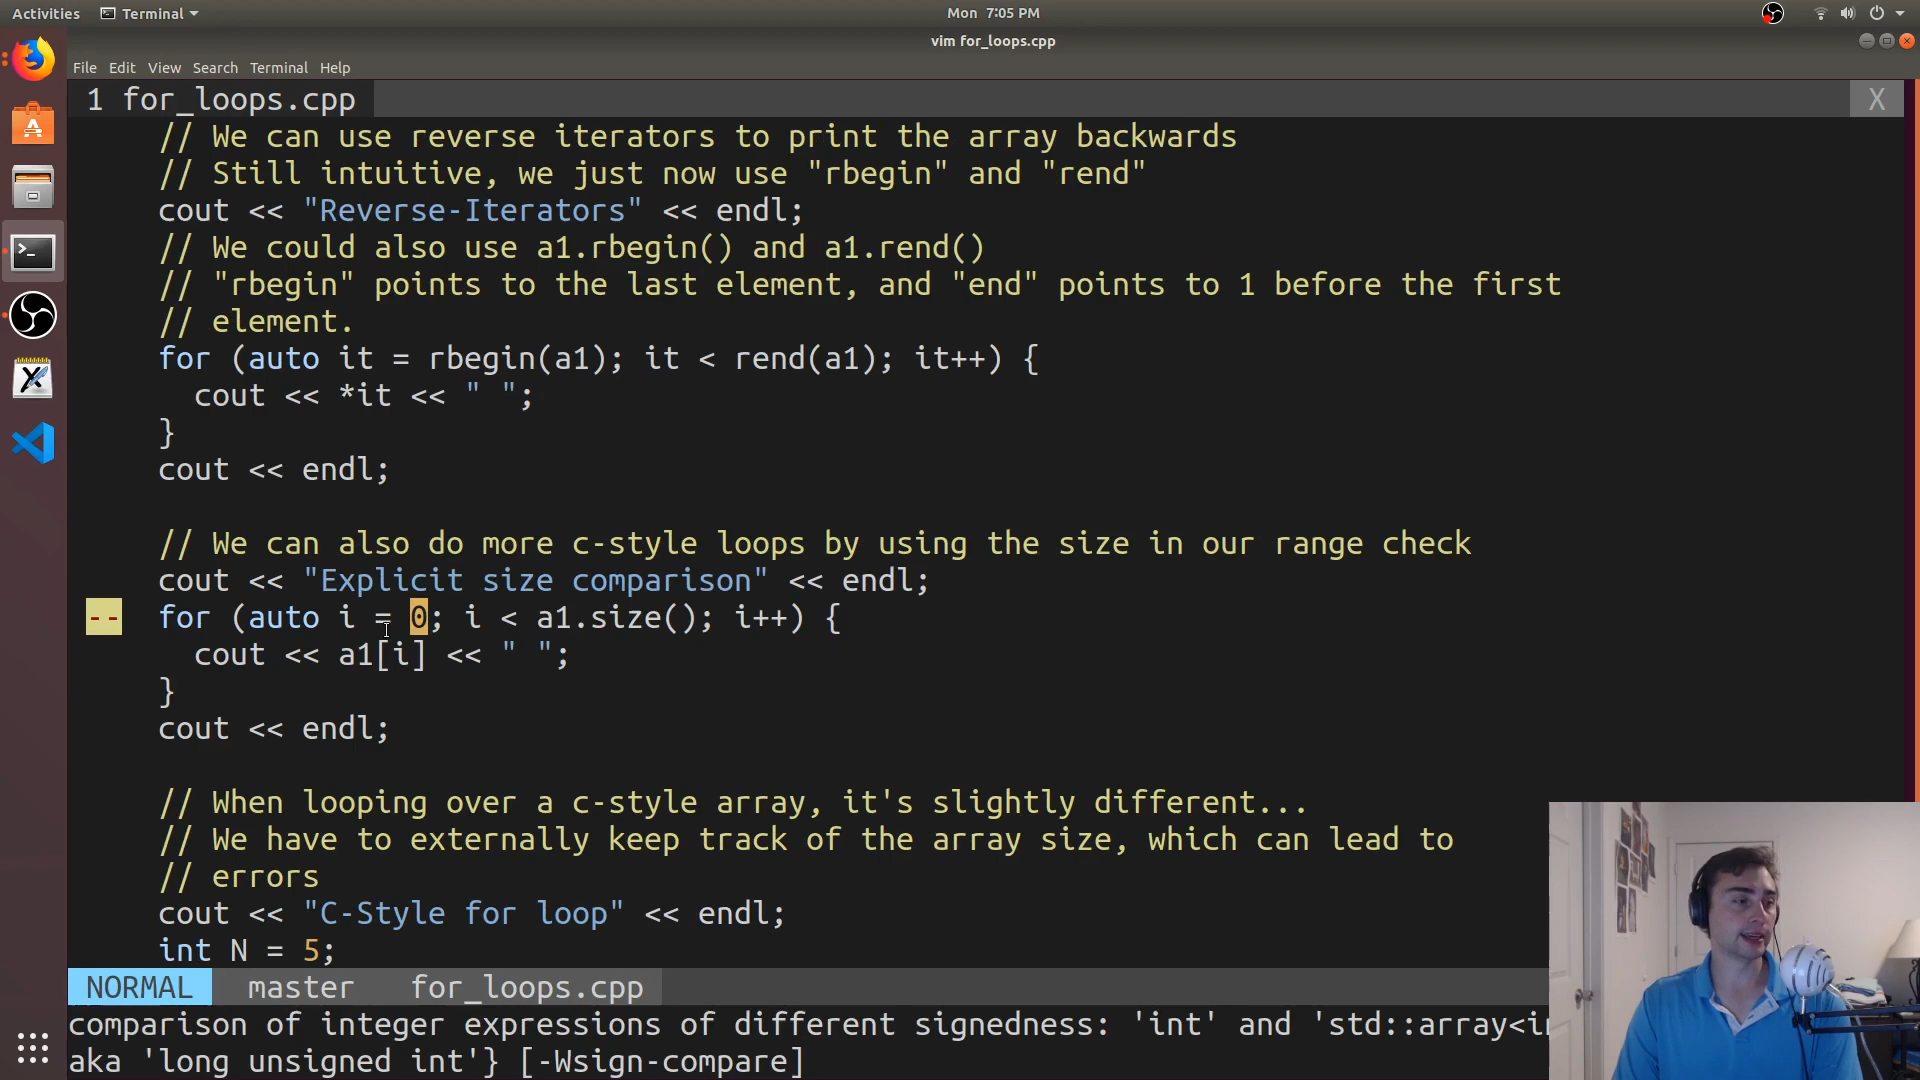 Activities Terminal Mon 7:05 PM
vim for_loops.cpp
File Edit View Search Terminal Help
1 for_loops.cpp X
// We can use reverse iterators to print the array backwards
// Still intuitive, we just now use "rbegin" and "rend"
cout << "Reverse-Iterators" << endl;
// We could also use a1.rbegin() and a1.rend()
// "rbegin" points to the last element, and "end" points to 1 before the first
// element.
for (auto it = rbegin(a1); it < rend(a1); it++) {
cout << *it << " ";
}
cout << endl;
// We can also do more c-style loops by using the size in our range check
cout << "Explicit size comparison" << endl;
-- for (auto i = 0; i < a1.size(); i++) {
cout << a1[i] << " ";
}
cout << endl;
// When looping over a c-style array, it's slightly different...
// We have to externally keep track of the array size, which can lead to
// errors
cout << "C-Style for loop" << endl;
int N = 5;
NORMAL master for_loops.cpp
comparison of integer expressions of different signedness: 'int' and 'std::array<in
aka 'long unsigned int'} [-Wsign-compare]